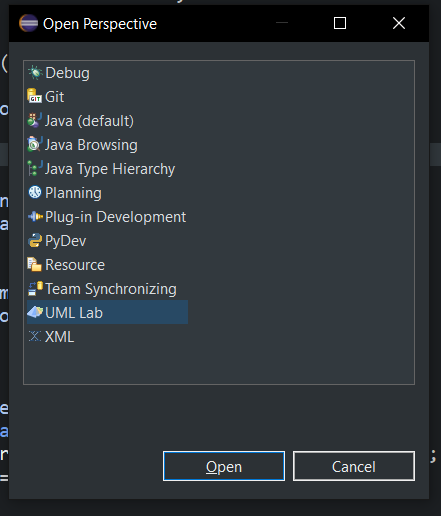 Open Perspective
Debug
Git
Java (default)
Java Browsing
Java Type Hierarchy
Planning
Plug-in Development
PyDev
Resource
Team Synchronizing
UML Lab
XML
Open
Cancel